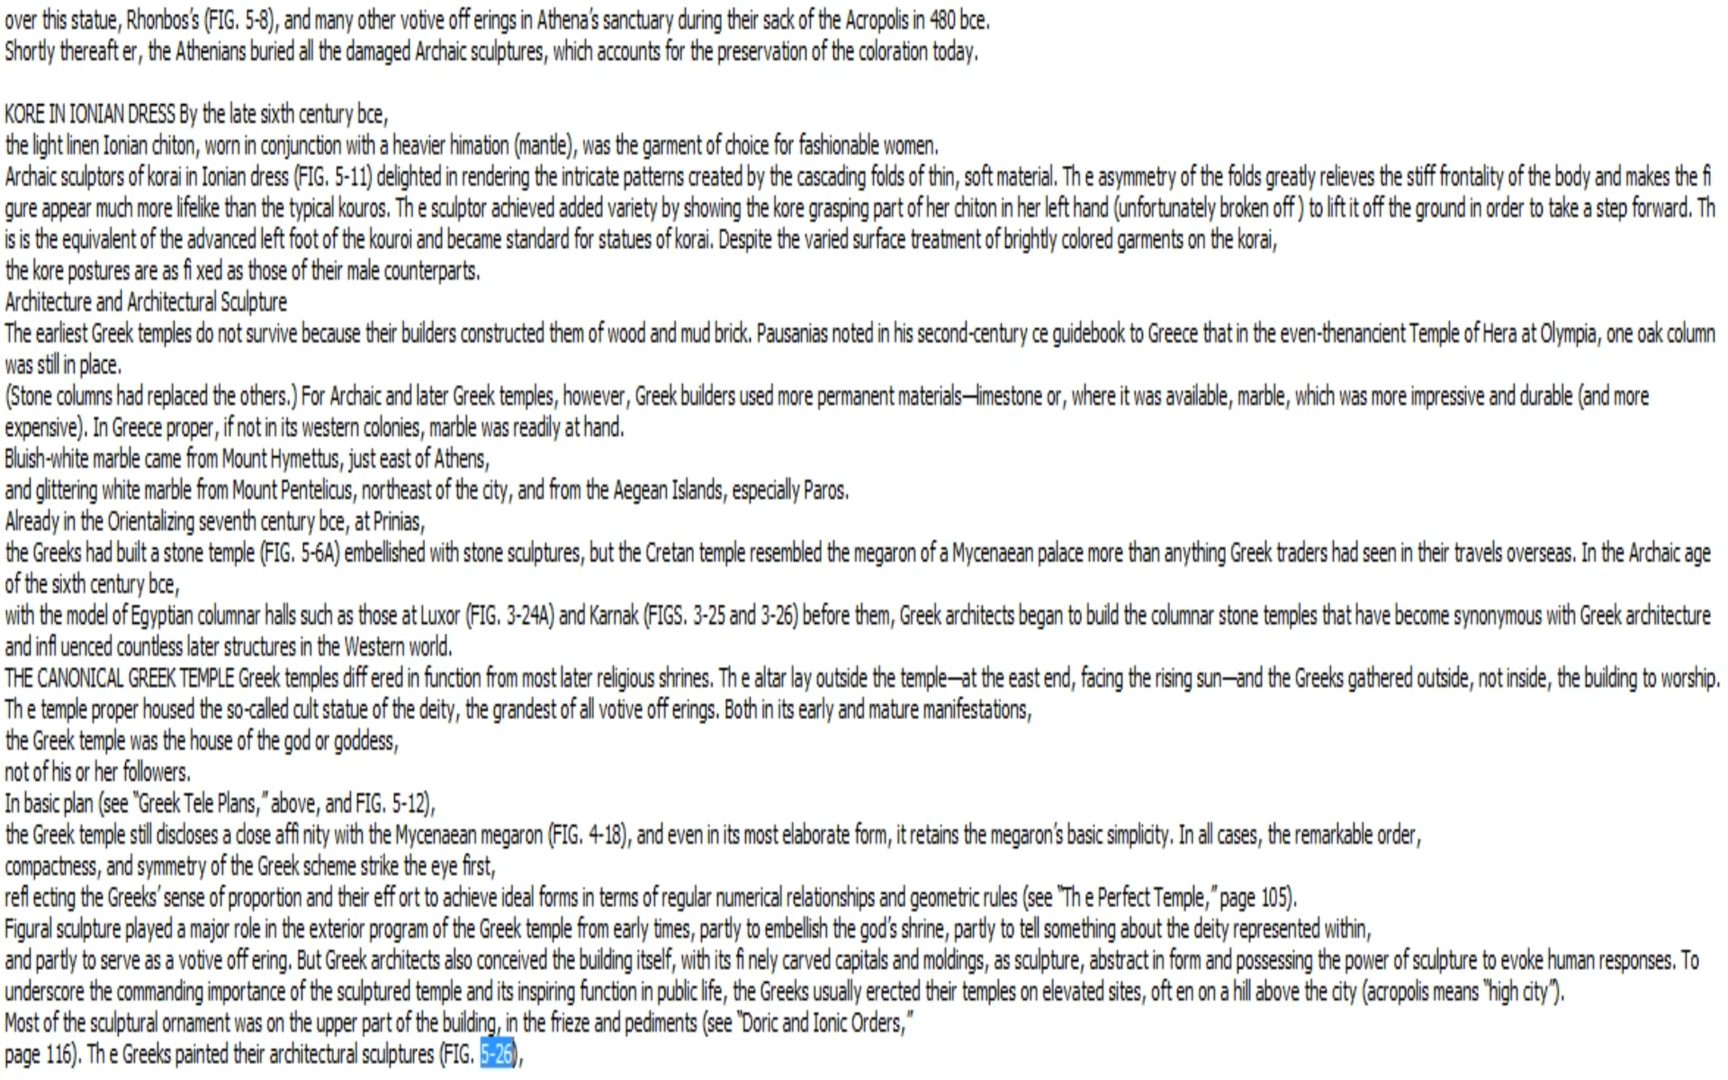 over this statue, Rhonbos’s (FIG. 5-8), and many other votive off erings in Athena’s sanctuary during their sack of the Acropolis in 480 bce.
Shortly thereaft er, the Athenians buried all the damaged Archaic sculptures, which accounts for the preservation of the coloration today.
KORE IN IONIAN DRESS By the late sixth century bce,
the light linen Ionian chiton, worn in conjunction with a heavier himation (mantle), was the garment of choice for fashionable women.
Archaic sculptors of korai in Ionian dress (FIG. 5-11) delighted in rendering the intricate patterns created by the cascading folds of thin, soft material. Th e asymmetry of the folds greatly relieves the stiff frontality of the body and makes the fi
gure appear much more lifelike than the typical kouros. Th e sculptor achieved added variety by showing the kore grasping part of her chiton in her left hand (unfortunately broken off ) to lift it off the ground in order to take a step forward. Th
is is the equivalent of the advanced left foot of the kouroi and became standard for statues of korai. Despite the varied surface treatment of brightly colored garments on the korai,
the kore postures are as fi xed as those of their male counterparts.
Architecture and Architectural Sculpture
The earliest Greek temples do not survive because their builders constructed them of wood and mud brick. Pausanias noted in his second-century ce guidebook to Greece that in the even-thenancient Temple of Hera at Olympia, one oak column
was still in place.
(Stone columns had replaced the others.) For Archaic and later Greek temples, however, Greek builders used more permanent materials—limestone or, where it was available, marble, which was more impressive and durable (and more
expensive). In Greece proper, if not in its western colonies, marble was readily at hand.
Bluish-white marble came from Mount Hymettus, just east of Athens,
and glittering white marble from Mount Pentelicus, northeast of the city, and from the Aegean Islands, especially Paros.
Already in the Orientalizing seventh century bce, at Prinias,
the Greeks had built a stone temple (FIG. 5-6A) embellished with stone sculptures, but the Cretan temple resembled the megaron of a Mycenaean palace more than anything Greek traders had seen in their travels overseas. In the Archaic age
of the sixth century bce,
with the model of Egyptian columnar halls such as those at Luxor (FIG. 3-24A) and Karnak (FIGS. 3-25 and 3-26) before them, Greek architects began to build the columnar stone temples that have become synonymous with Greek architecture
and infl uenced countless later structures in the Western world.
THE CANONICAL GREEK TEMPLE Greek temples diff ered in function from most later religious shrines. Th e altar lay outside the temple—at the east end, facing the rising sun—and the Greeks gathered outside, not inside, the building to worship.
Th e temple proper housed the so-called cult statue of the deity, the grandest of all votive off erings. Both in its early and mature manifestations,
the Greek temple was the house of the god or goddess,
not of his or her followers.
In basic plan (see “Greek Tele Plans,” above, and FIG. 5-12),
the Greek temple still discloses a close affi nity with the Mycenaean megaron (FIG. 4-18), and even in its most elaborate form, it retains the megaron’s basic simplicity. In all cases, the remarkable order,
compactness, and symmetry of the Greek scheme strike the eye first,
refl ecting the Greeks’ sense of proportion and their eff ort to achieve ideal forms in terms of regular numerical relationships and geometric rules (see “Th e Perfect Temple,” page 105).
Figural sculpture played a major role in the exterior program of the Greek temple from early times, partly to embellish the god’s shrine, partly to tell something about the deity represented within,
and partly to serve as a votive off ering. But Greek architects also conceived the building itself, with its fi nely carved capitals and moldings, as sculpture, abstract in form and possessing the power of sculpture to evoke human responses. To
underscore the commanding importance of the sculptured temple and its inspiring function in public life, the Greeks usually erected their temples on elevated sites, oft en on a hill above the city (acropolis means “high city”).
Most of the sculptural ornament was on the upper part of the building, in the frieze and pediments (see “Doric and Ionic Orders,”
page 116). Th e Greeks painted their architectural sculptures (FIG. 5-26),